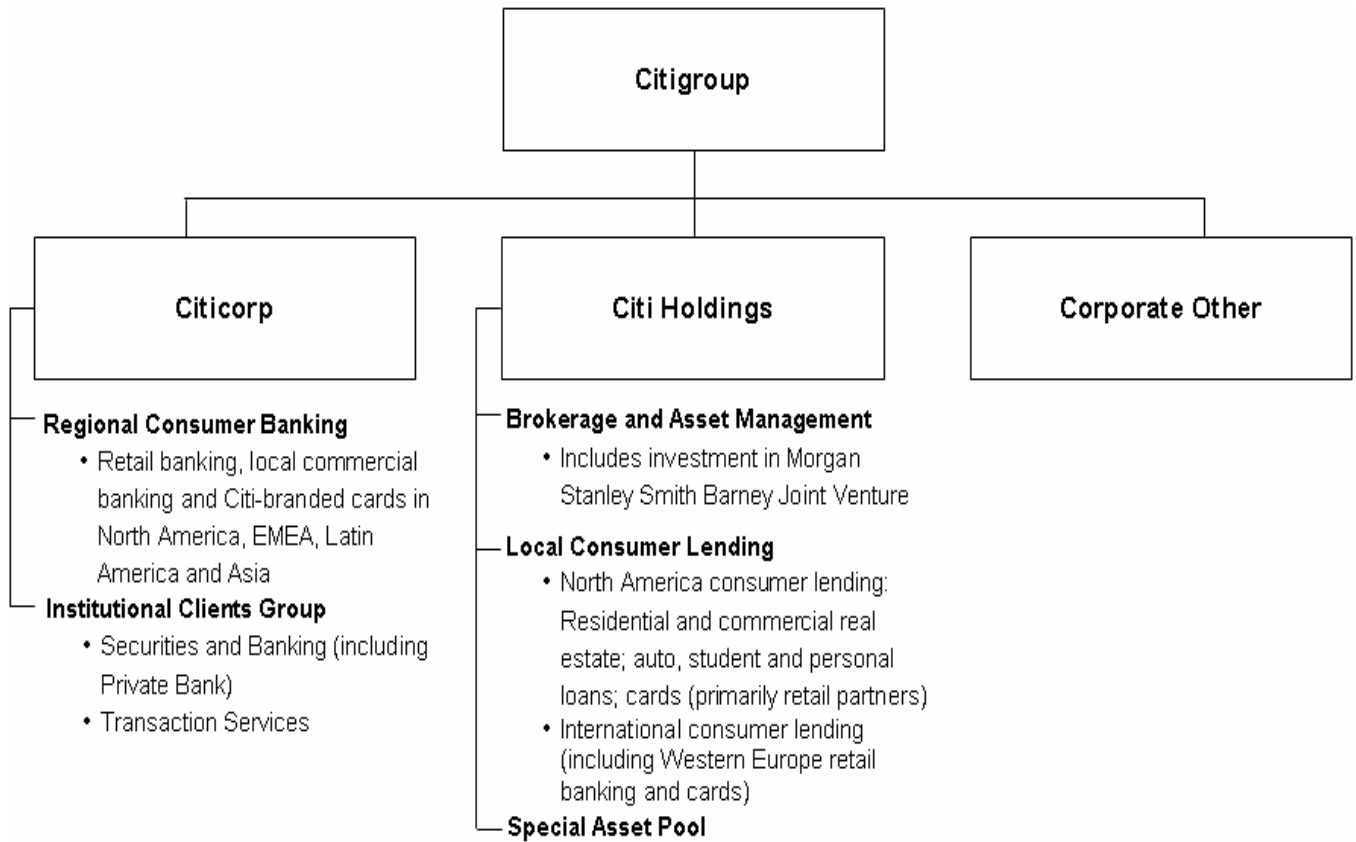 Citigroup
Citicorp
Citi Holdings
Corporate Other
Regional Consumer Banking
• Retail banking, local commercial
banking and Citi-branded cards in
North America, EMEA, Latin
America and Asia
Institutional Clients Group
• Securities and Banking (including
Private Bank)
• Transaction Services
Brokerage and Asset Management
• Includes investment in Morgan
Stanley Smith Barney Joint Venture
Local Consumer Lending
• North America consumer lending:
Residential and commercial real
estate; auto, student and personal
loans; cards (primarily retail partners)
• International consumer lending
(including Western Europe retail
banking and cards)
Special Asset Pool